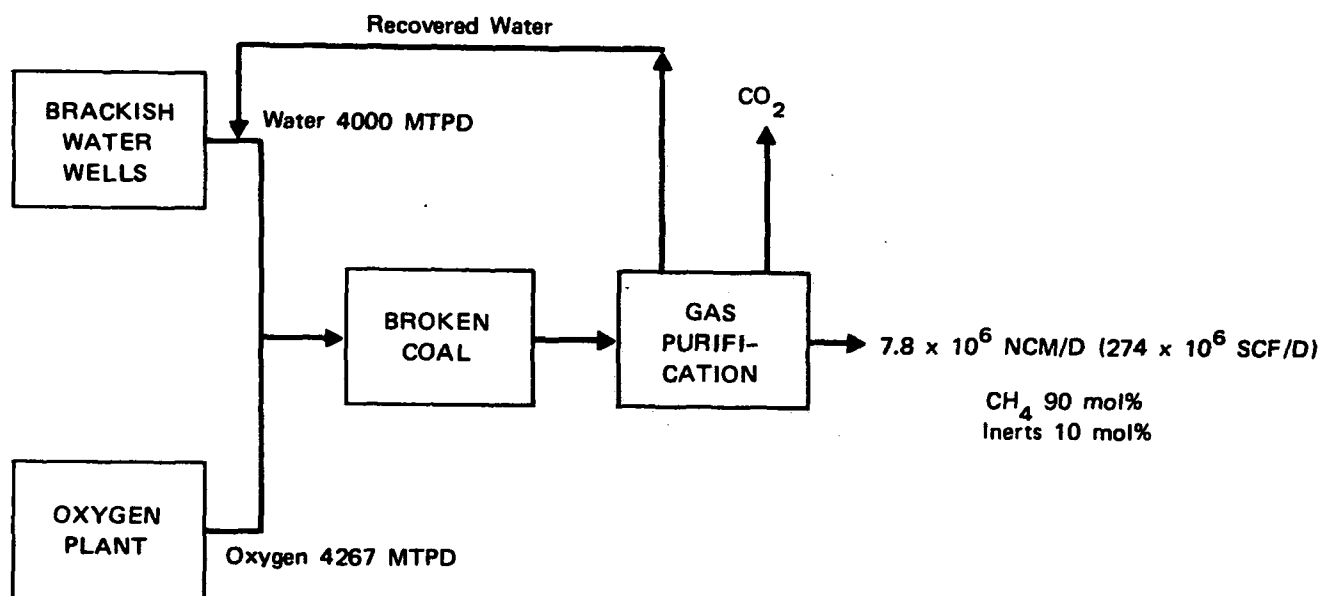 Recovered Water
BRACKISH
WATER
WELLS
Water 4000 MTPD
CO2
BROKEN
COAL
GAS
PURIFI-
CATION
7.8 x 10^6 NCM/D (274 x 10^6 SCF/D)
CH4 90 mol%
Inerts 10 mol%
OXYGEN
PLANT
Oxygen 4267 MTPD